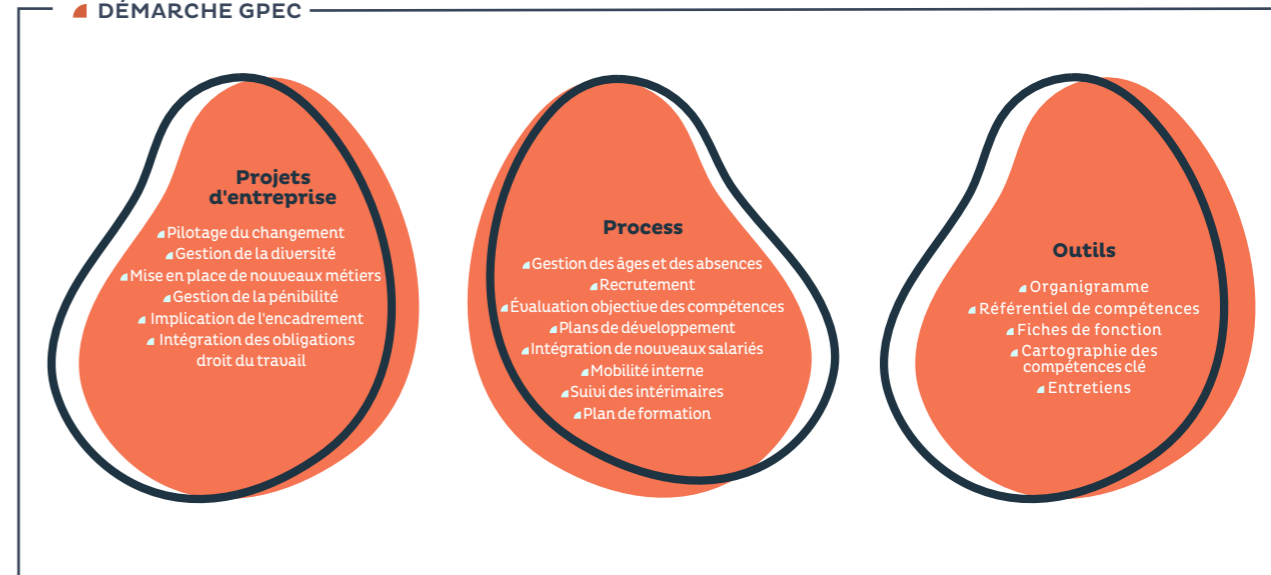 DÉMARCHE GPEC
Projets
d'entreprise
Pilotage du changement
Gestion de la diversité
Mise en place de nouveaux métiers
Gestion de la pénibilité
Implication de l'encadrement
Intégration des obligations
droit du travail
Process
Gestion des âges et des absences
Recrutement
Évaluation objective des compétences
Plans de développement
Intégration de nouveaux salariés
Mobilité interne
Suivi des intérimaires
Plan de formation
Outils
Organigramme
Référentiel de compétences
Fiches de fonction
Cartographie des
compétences clé
Entretiens